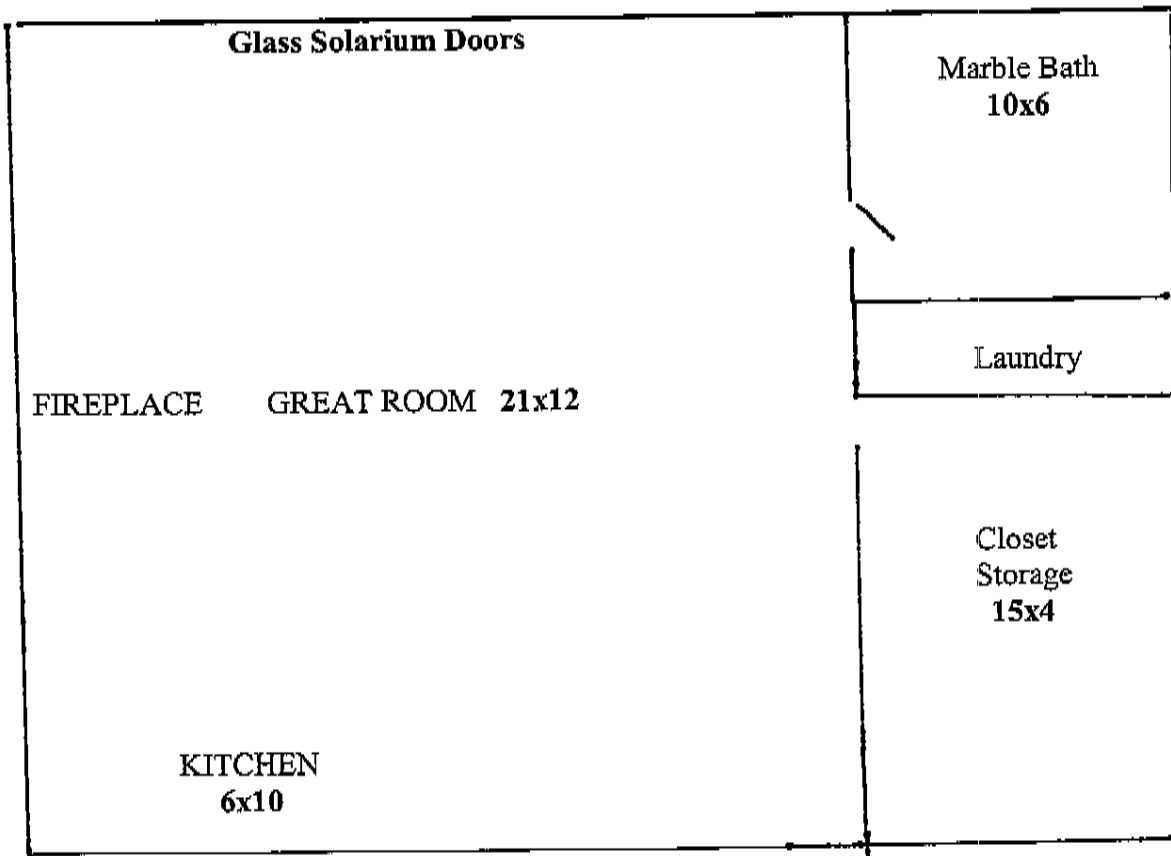 Glass Solarium Doors
Marble Bath
10x6
Laundry
FIREPLACE GREAT ROOM 21x12
Closet
Storage
15x4
KITCHEN
6x10